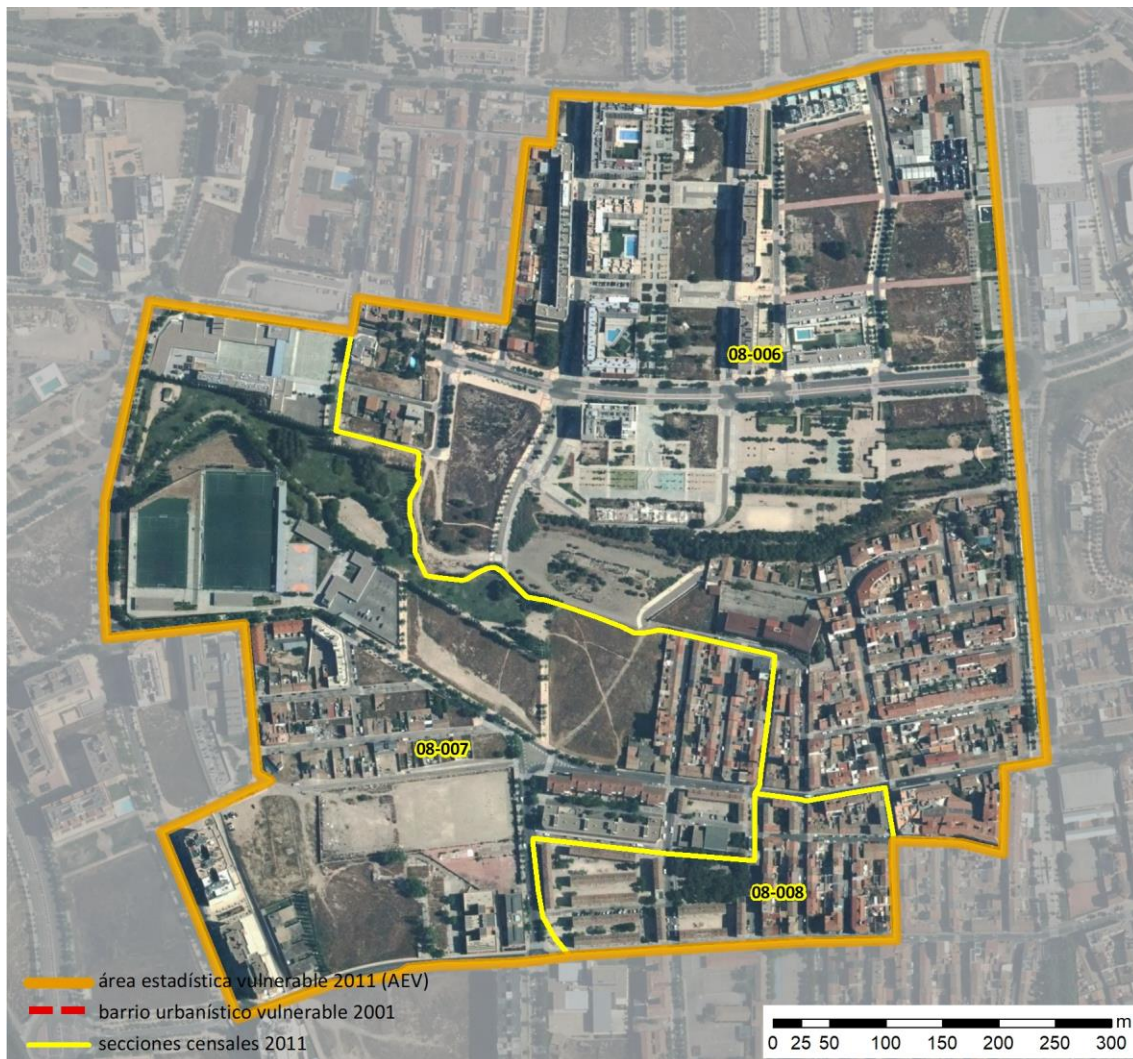 08-006
08-007
08-008
área estadística vulnerable 2011 (AEV)
barrio urbanístico vulnerable 2001
secciones censales 2011
m
0 25 50 100 150 200 250 300